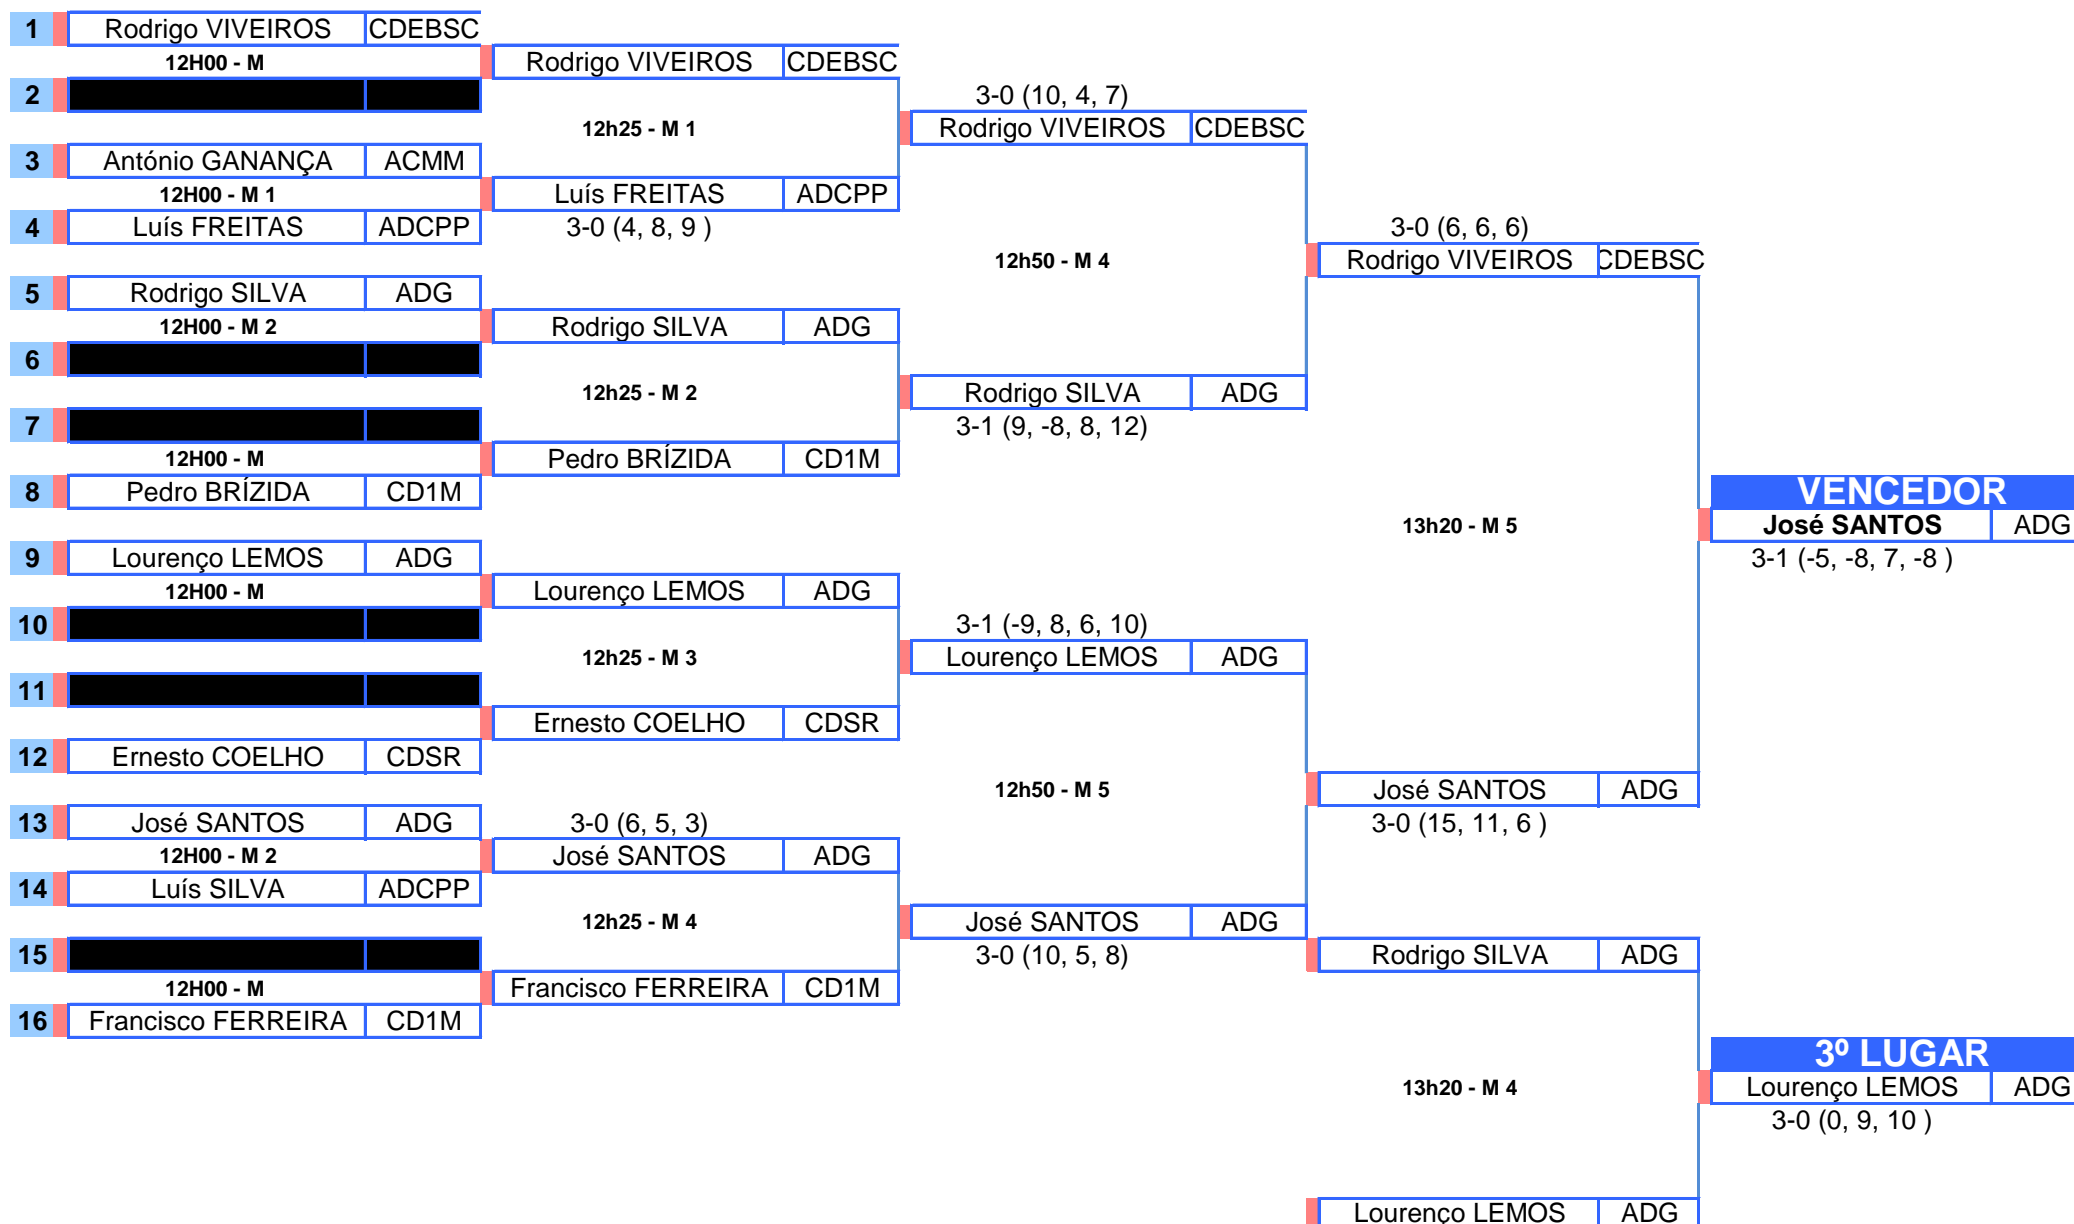 1 Rodrigo VIVEIROS CDEBSC
12H00 - M
Rodrigo VIVEIROS CDEBSC
2
3-0 (10, 4, 7)
12h25 - M 1
Rodrigo VIVEIROS CDEBSC
3 António GANANÇA ACMM
12H00 - M 1
Luís FREITAS ADCPP
4 Luís FREITAS ADCPP
3-0 (4, 8, 9 )
3-0 (6, 6, 6)
12h50 - M 4
Rodrigo VIVEIROS CDEBSC
5 Rodrigo SILVA ADG
12H00 - M 2
Rodrigo SILVA ADG
6
12h25 - M 2
Rodrigo SILVA ADG
7
3-1 (9, -8, 8, 12)
12H00 - M
Pedro BRÍZIDA CD1M
8 Pedro BRÍZIDA CD1M
VENCEDOR
13h20 - M 5
José SANTOS ADG
9 Lourenço LEMOS ADG
3-1 (-5, -8, 7, -8 )
12H00 - M
Lourenço LEMOS ADG
10
3-1 (-9, 8, 6, 10)
12h25 - M 3
Lourenço LEMOS ADG
11
Ernesto COELHO CDSR
12 Ernesto COELHO CDSR
12h50 - M 5
José SANTOS ADG
13 José SANTOS ADG
3-0 (6, 5, 3)
3-0 (15, 11, 6 )
12H00 - M 2
José SANTOS ADG
14 Luís SILVA ADCPP
12h25 - M 4
José SANTOS ADG
15
3-0 (10, 5, 8)
Rodrigo SILVA ADG
12H00 - M
Francisco FERREIRA CD1M
16 Francisco FERREIRA CD1M
3º LUGAR
13h20 - M 4
Lourenço LEMOS ADG
3-0 (0, 9, 10 )
Lourenço LEMOS ADG